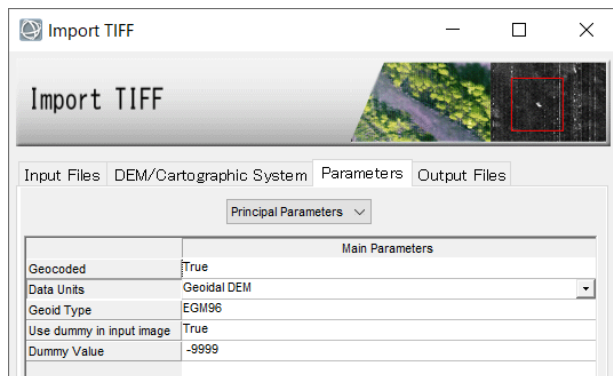 Import TIFF
Import TIFF
Input Files DEM/Cartographic System Parameters Output Files
Principal Parameters
Main Parameters
Geocoded True
Data Units Geoidal DEM
Geoid Type EGM96
Use dummy in input image True
Dummy Value -9999